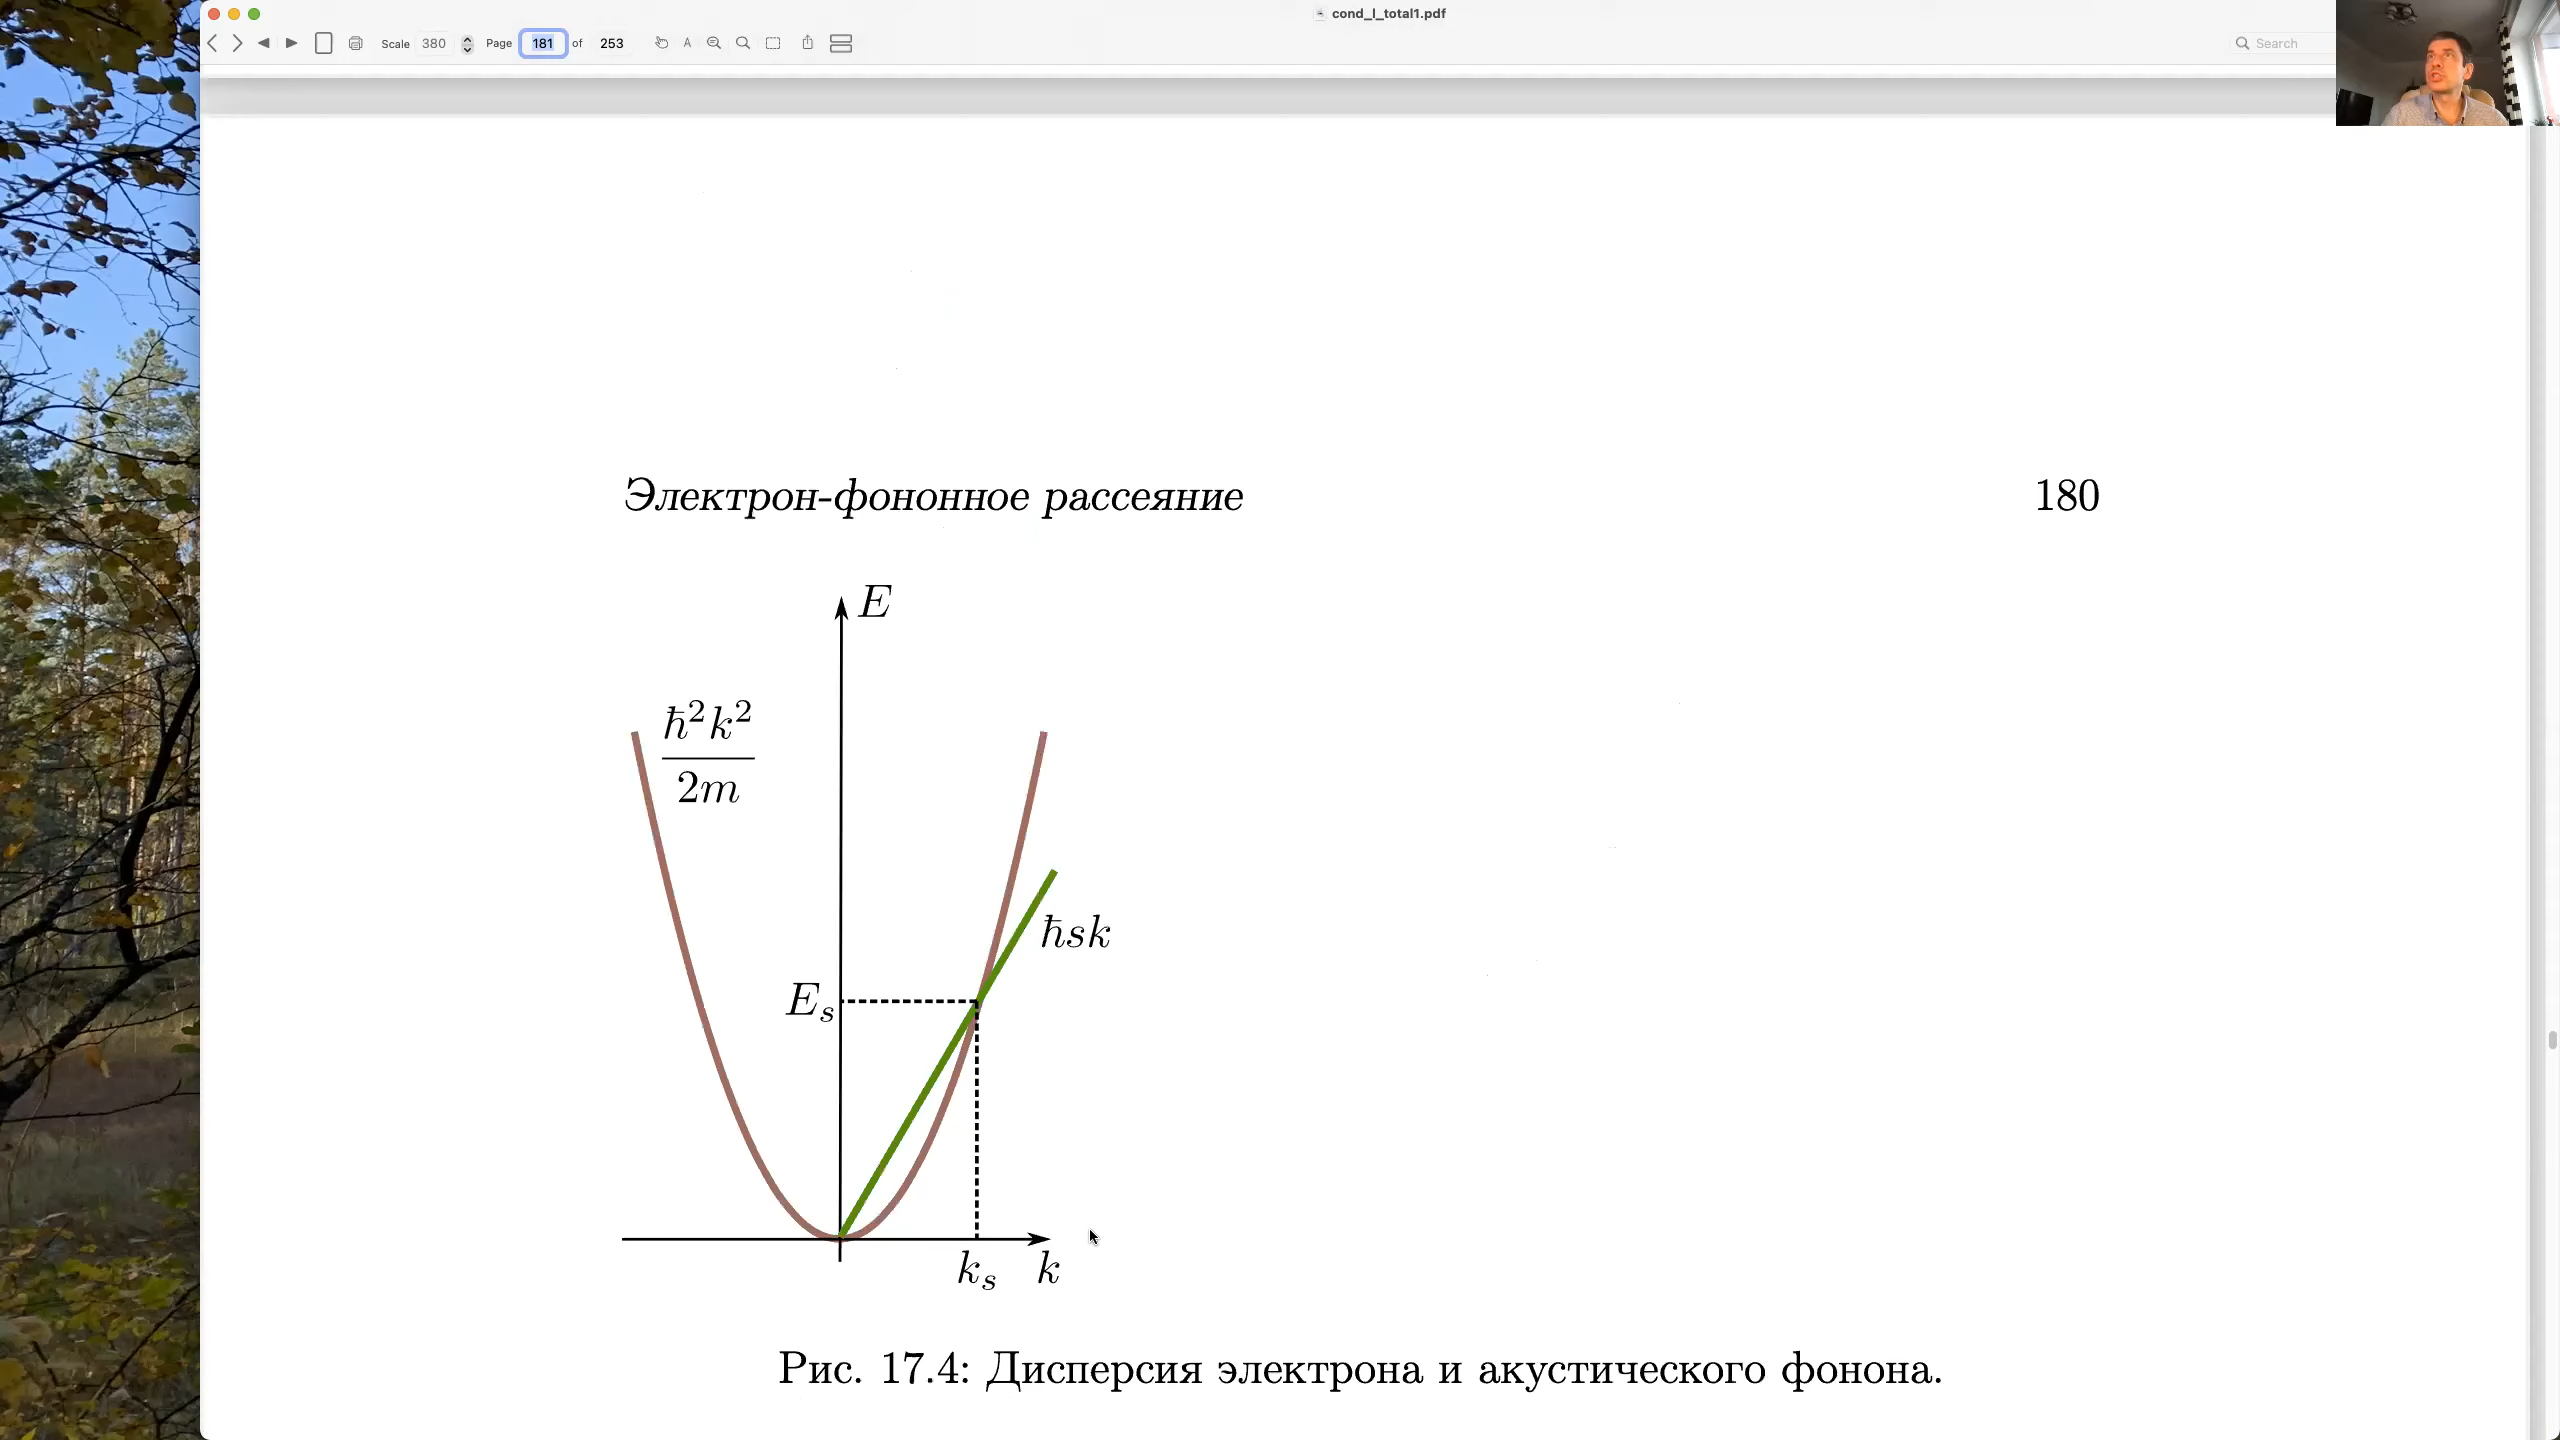 cond_l_total1.pdf
Scale 380 Page 181 of 253 A Search
Электрон-фононное рассеяние 180
E
ħ²k²
2m
ħsk
E_s
k_s k
Рис. 17.4: Дисперсия электрона и акустического фонона.